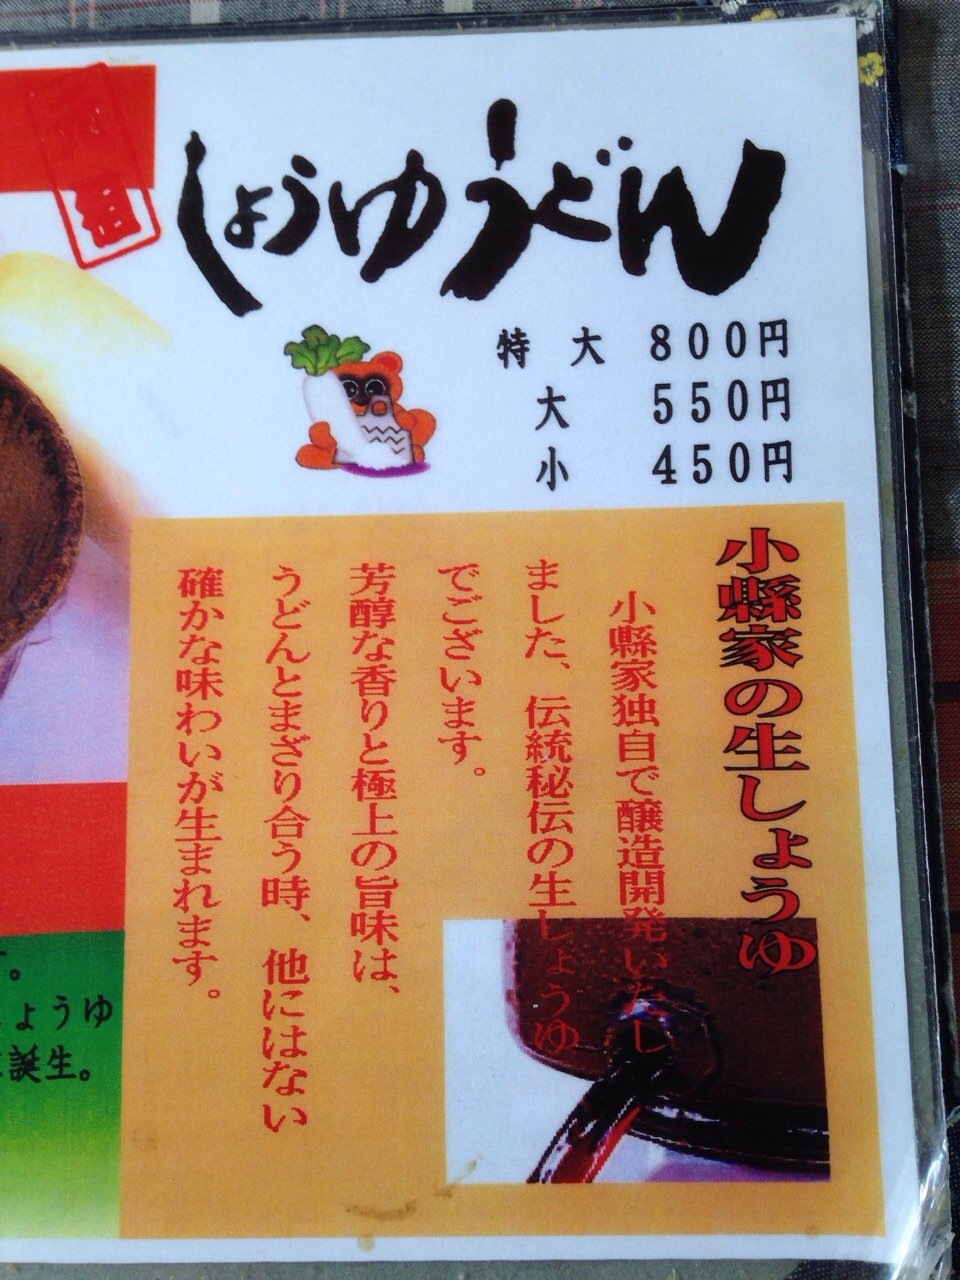 しょうゆうどん
特大 800円
大 550円
小 450円
小縣家の生しょうゆ
小縣家独自で醸造開発いたし
ました、伝統秘伝の生しょうゆ
でございます。
芳醇な香りと極上の旨味は、
うどんとまざり合う時、他にはない
確かな味わいが生まれます。
。
ょうゆ
誕生。